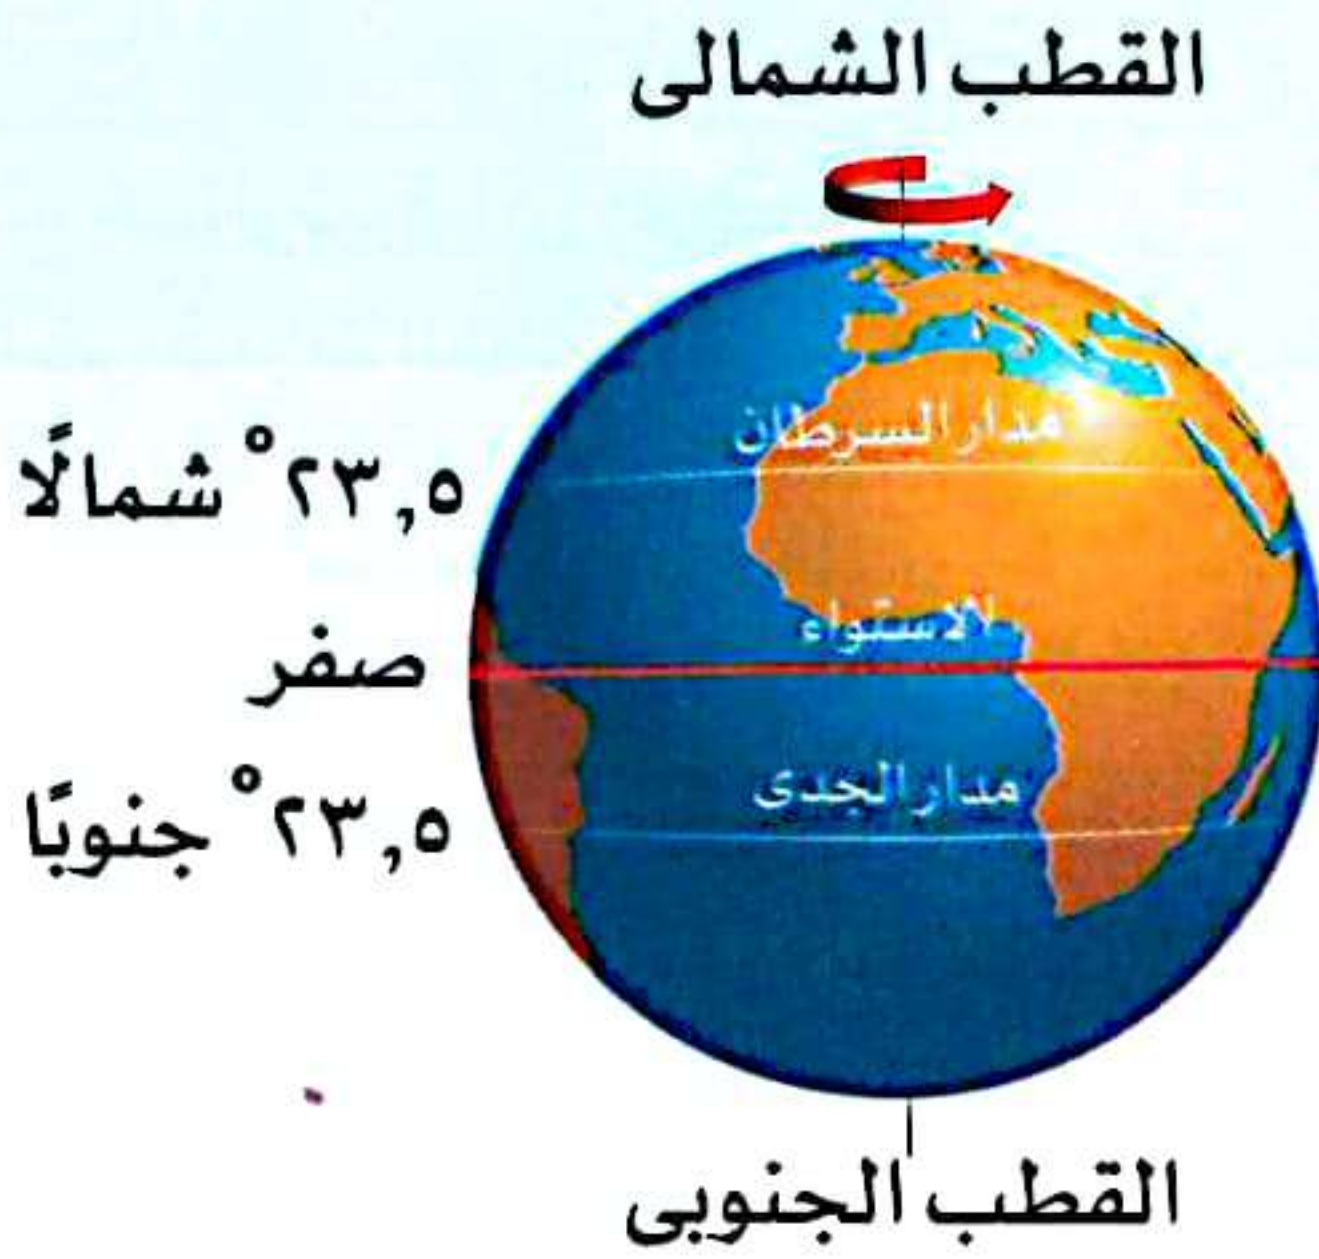 القطب الشمالى
مدار السرطان
٢٣,٥° شمالًا
الاستواء
صفر
مدار الجدى
٢٣,٥° جنوبًا
القطب الجنوبى